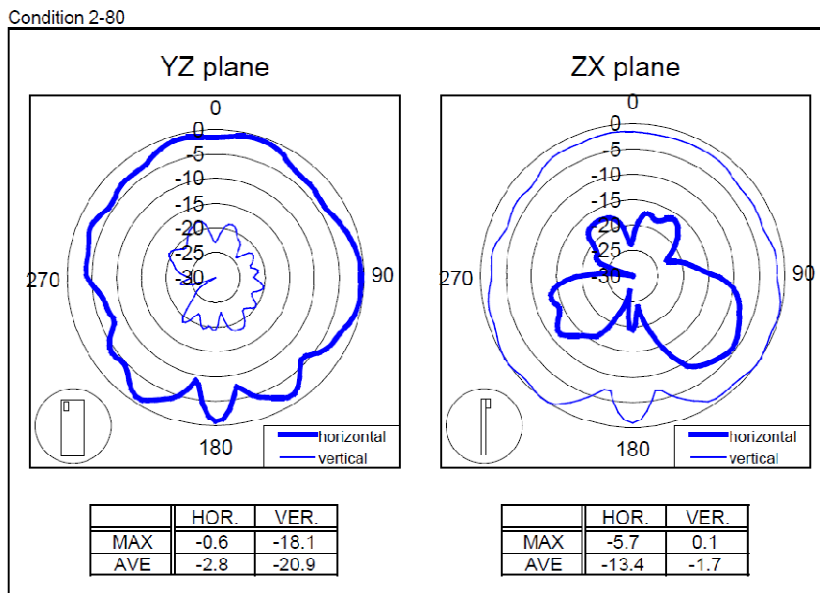 Condition 2-80
YZ plane
ZX plane
0
0
-5
-10
-15
-20
-25
-30
270
90
180
horizontal
vertical
0
0
-5
-10
-15
-20
-25
-30
270
90
180
horizontal
vertical
HOR. VER.
MAX -0.6 -18.1
AVE -2.8 -20.9
HOR. VER.
MAX -5.7 0.1
AVE -13.4 -1.7